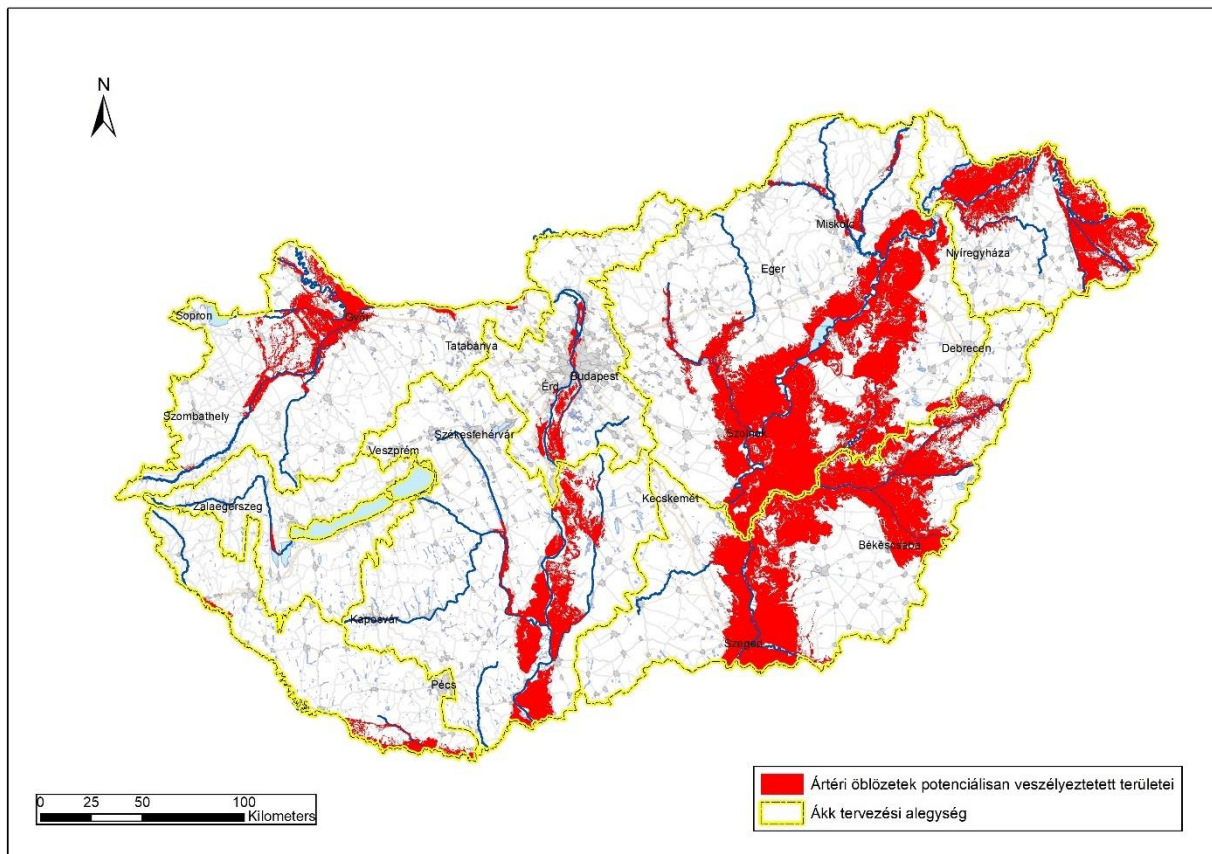 N
Miskolc
Nyíregyháza
Eger
Sopron
Győr
Debrecen
Tatabánya
Budapest
Érd
Szombathely
Székesfehérvár
Szolnok
Veszprém
Kecskemét
Zalaegerszeg
Békéscsaba
Kaposvár
Szeged
Pécs
0 25 50 100
Kilometers
Ártéri öblözetek potenciálisan veszélyeztetett területei
Ákk tervezési alegység